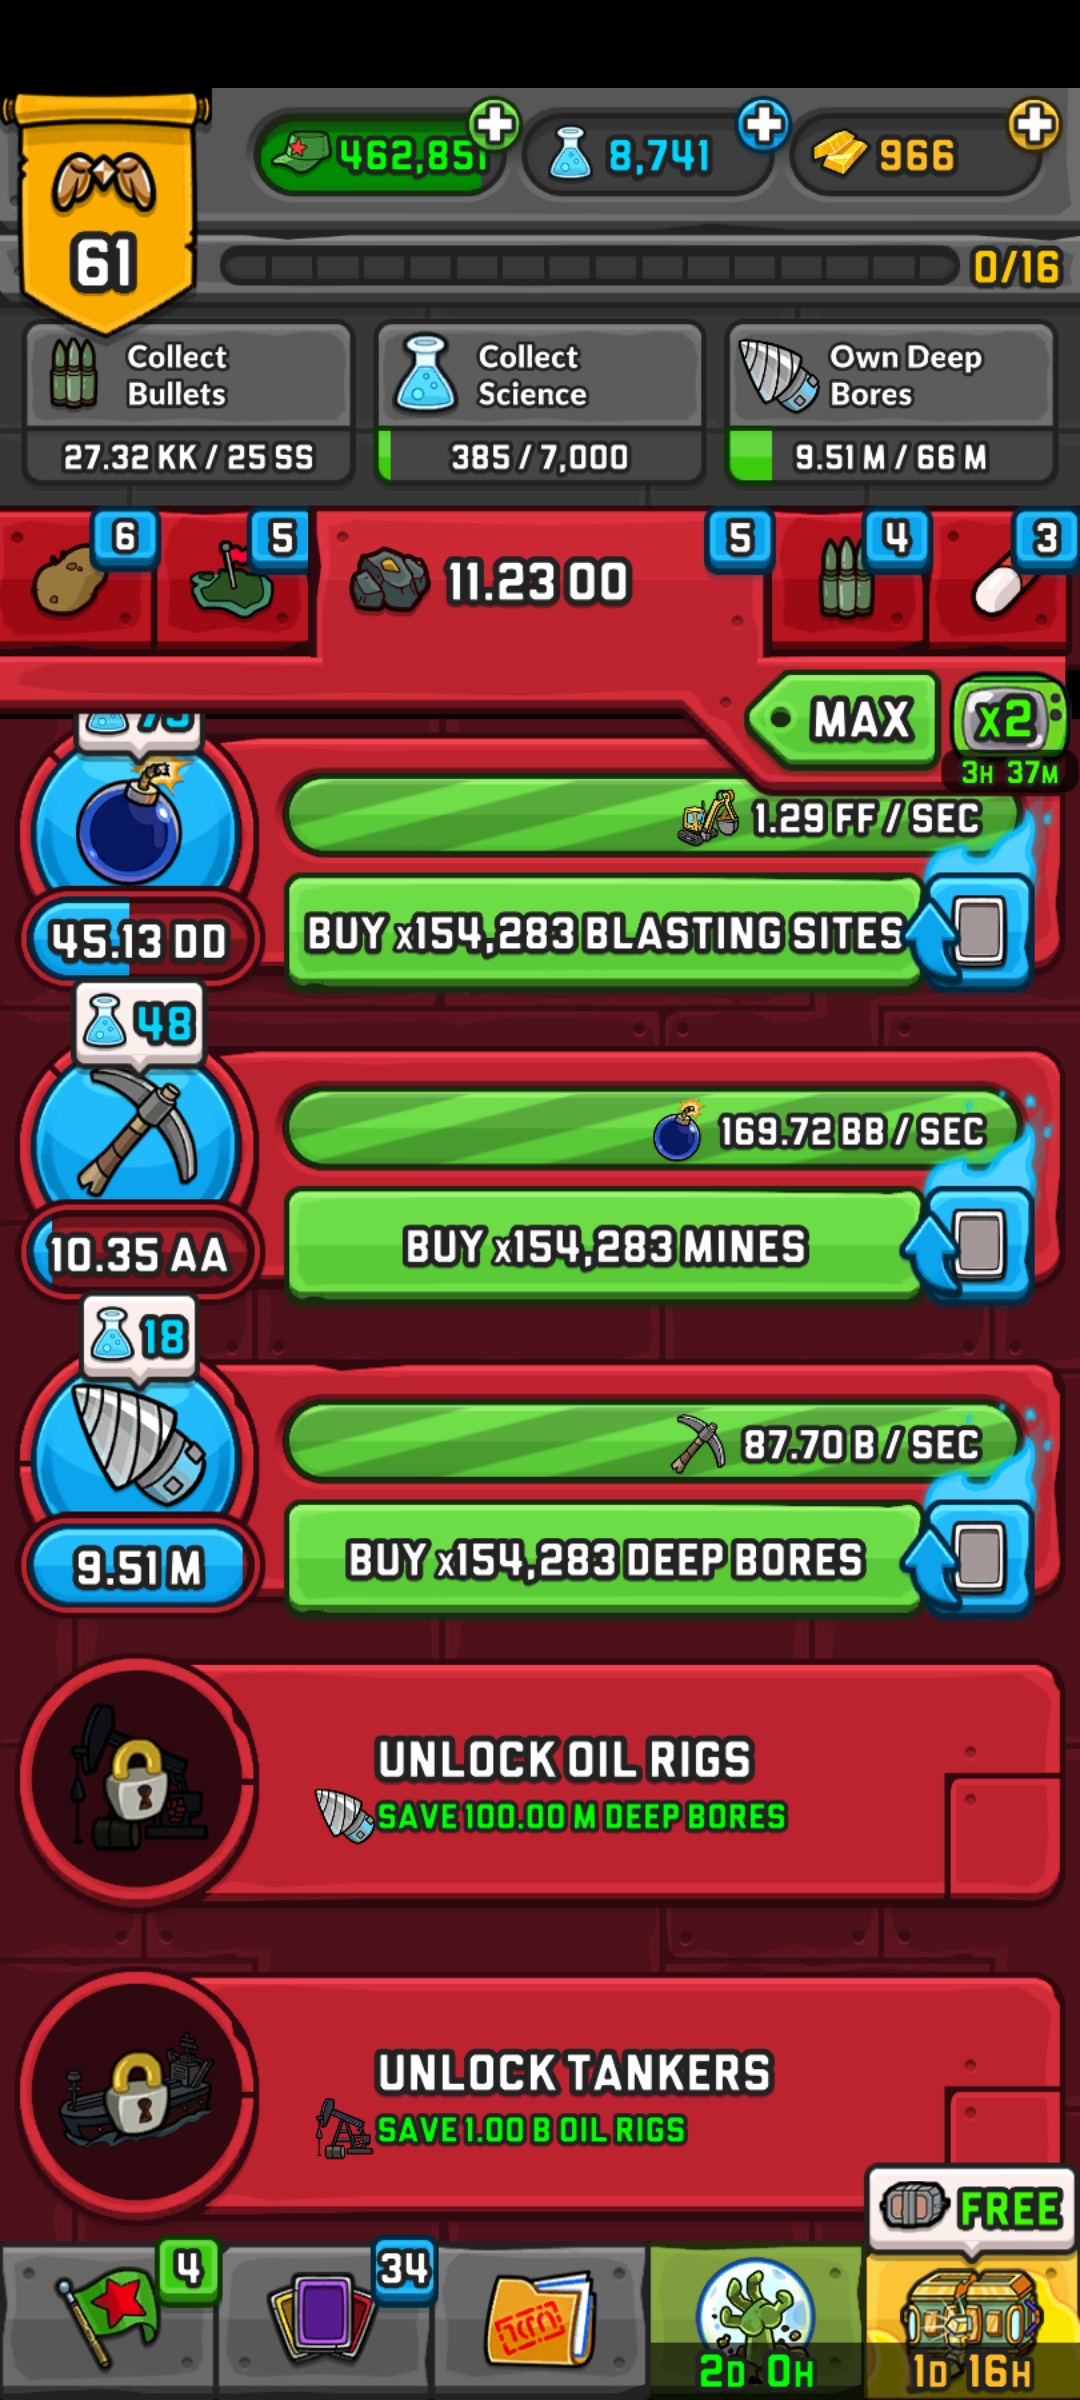 462,851
8,741
966
61
0/16
Collect
Bullets
27.32 KK / 25 SS
Collect
Science
385 / 7,000
Own Deep
Bores
9.51 M / 66 M
6
5
11.23 OO
5
4
3
MAX
x2
3H 37M
1.29 FF / SEC
45.13 DD
BUY x154,283 BLASTING SITES
48
169.72 BB / SEC
10.35 AA
BUY x154,283 MINES
18
87.70 B / SEC
9.51 M
BUY x154,283 DEEP BORES
UNLOCK OIL RIGS
SAVE 100.00 M DEEP BORES
UNLOCK TANKERS
SAVE 1.00 B OIL RIGS
FREE
4
34
2D 0H
1D 16H